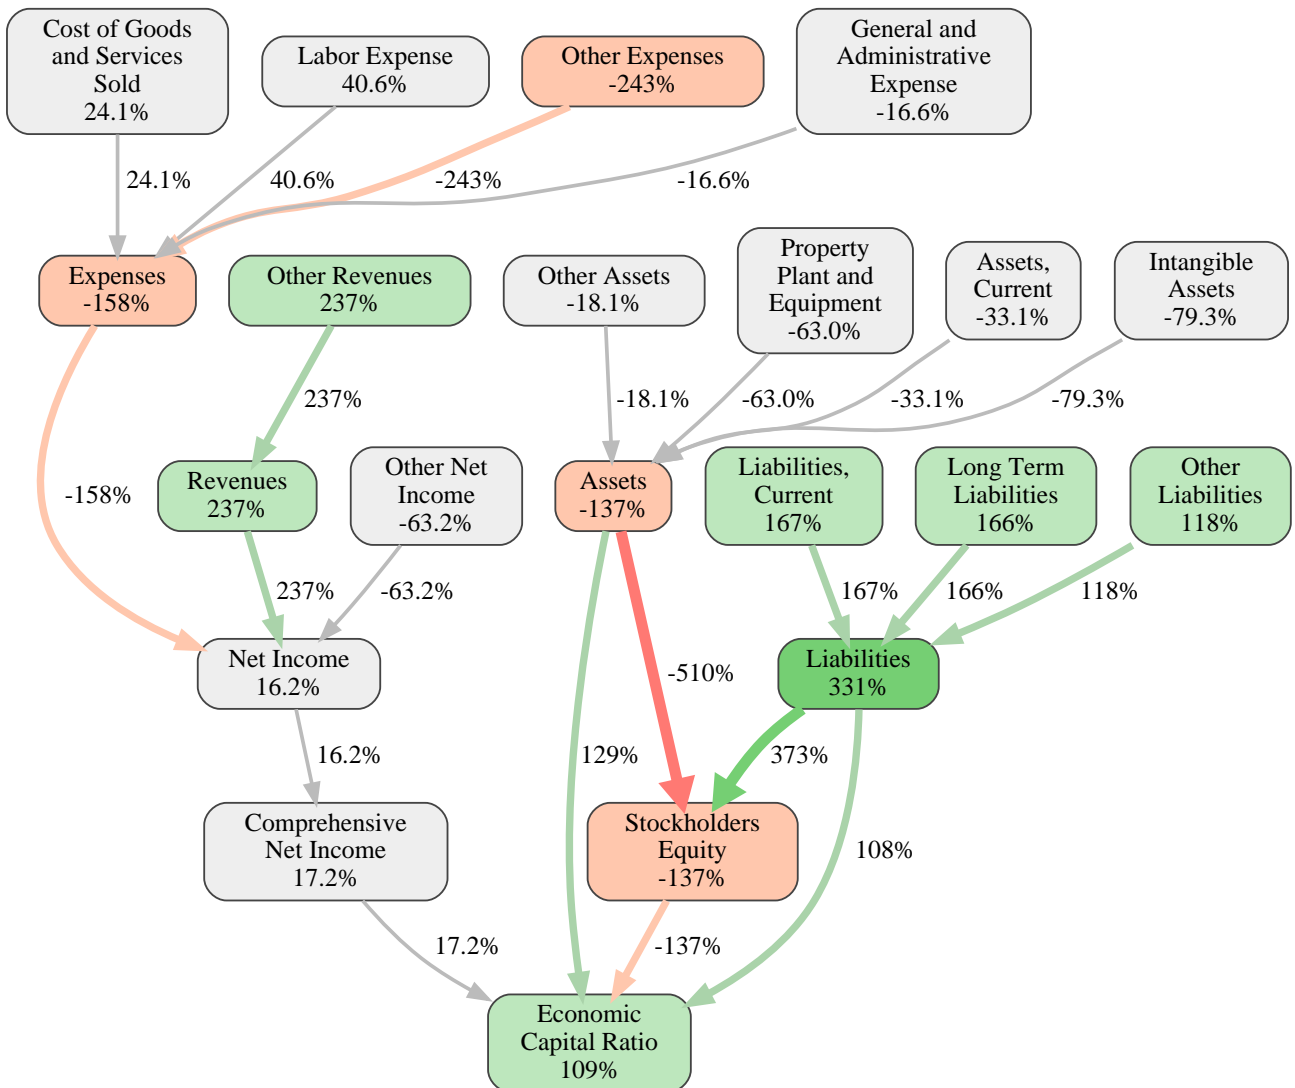 Cost of Goods
and Services
Sold
24.1%
Labor Expense
40.6%
Other Expenses
-243%
General and
Administrative
Expense
-16.6%
24.1%
40.6%
-243%
-16.6%
Expenses
-158%
Other Revenues
237%
Other Assets
-18.1%
Property
Plant and
Equipment
-63.0%
Assets,
Current
-33.1%
Intangible
Assets
-79.3%
237%
-18.1%
-63.0%
-33.1%
-79.3%
-158%
Revenues
237%
Other Net
Income
-63.2%
Assets
-137%
Liabilities,
Current
167%
Long Term
Liabilities
166%
Other
Liabilities
118%
237%
-63.2%
167%
166%
118%
Net Income
16.2%
-510%
Liabilities
331%
16.2%
129%
373%
Comprehensive
Net Income
17.2%
Stockholders
Equity
-137%
108%
17.2%
-137%
Economic
Capital Ratio
109%